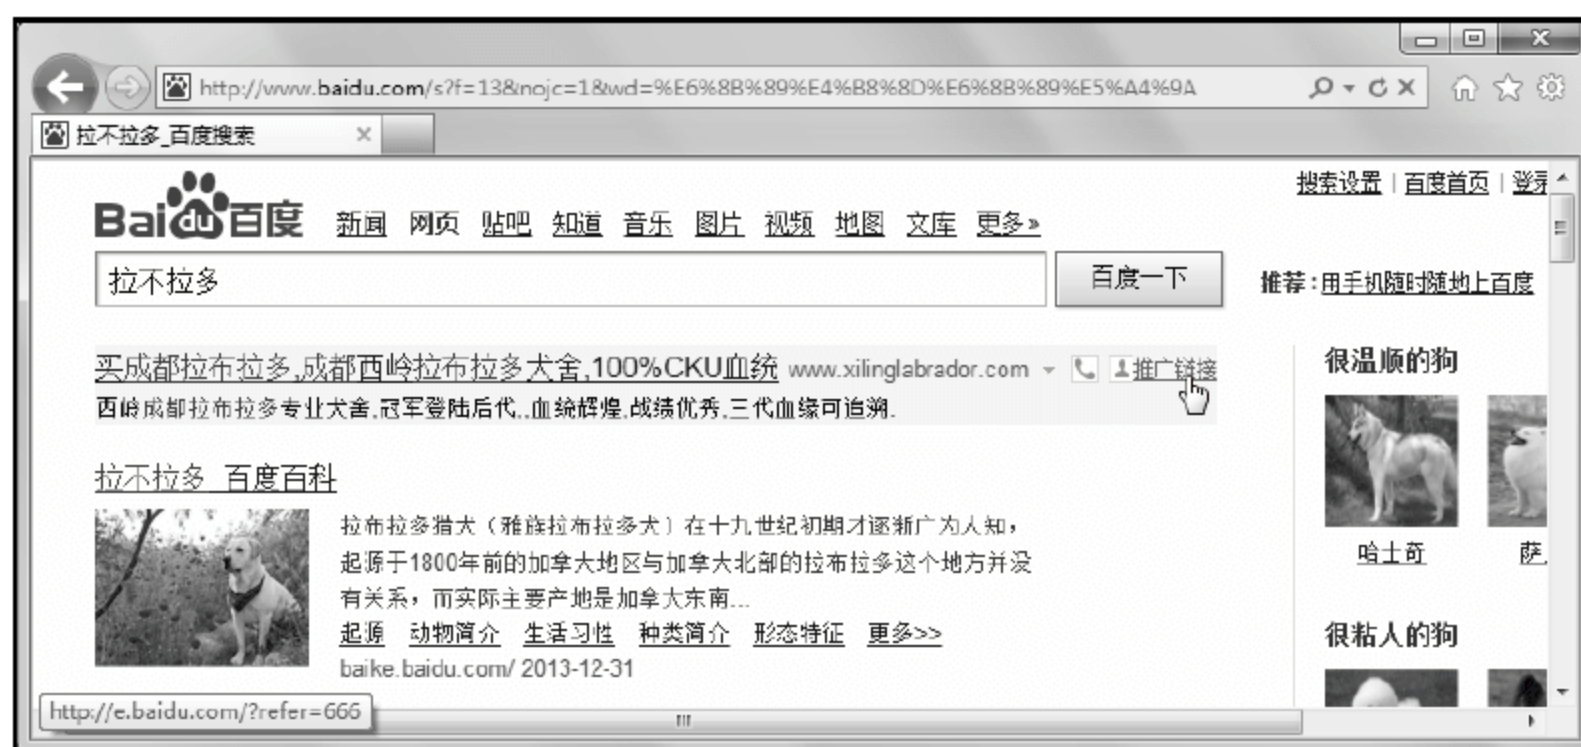 http://www.baidu.com/s?f=13&nojc=1&wd=%E6%8B%89%E4%B8%8D%E6%8B%89%E5%A4%9A
拉不拉多_百度搜索
搜索设置 | 百度首页 | 登录
Bai du 百度 新闻 网页 贴吧 知道 音乐 图片 视频 地图 文库 更多»
拉不拉多 百度一下 推荐：用手机随时随地上百度
买成都拉布拉多,成都西岭拉布拉多犬舍,100%CKU血统 www.xilinglabrador.com 推广链接
西岭成都拉布拉多专业犬舍,冠军登陆后代,.血统辉煌,战绩优秀,三代血缘可追溯.
很温顺的狗
拉不拉多_百度百科
拉布拉多猎犬（雅族拉布拉多犬）在十九世纪初期才逐渐广为人知，
起源于1800年前的加拿大地区与加拿大北部的拉布拉多这个地方并没
有关系，而实际主要产地是加拿大东南...
起源 动物简介 生活习性 种类简介 形态特征 更多>>
baike.baidu.com/ 2013-12-31
哈士奇 萨
很粘人的狗
http://e.baidu.com/?refer=666